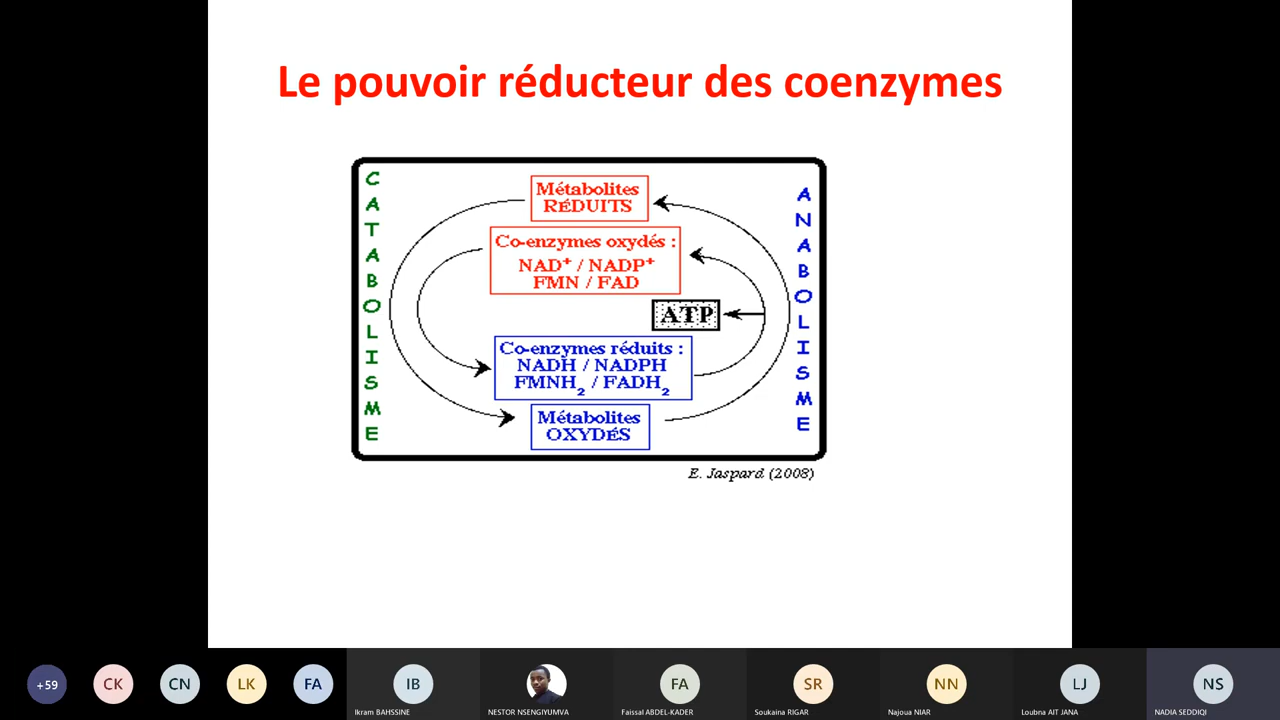 Le pouvoir réducteur des coenzymes
CATABOLISME
Métabolites
RÉDUITS
Co-enzymes oxydés :
NAD⁺ / NADP⁺
FMN / FAD
ATP
Co-enzymes réduits :
NADH / NADPH
FMNH₂ / FADH₂
Métabolites
OXYDÉS
ANABOLISME
E. Jaspard (2008)
+59
CK
CN
LK
FA
IB
FA
SR
NN
LJ
NS
Ikram BAHSSINE
NESTOR NSENGIYUMVA
Faissal ABDEL-KADER
Soukaina RIGAR
Najoua NIAR
Loubna AIT JANA
NADIA SEDDIQI